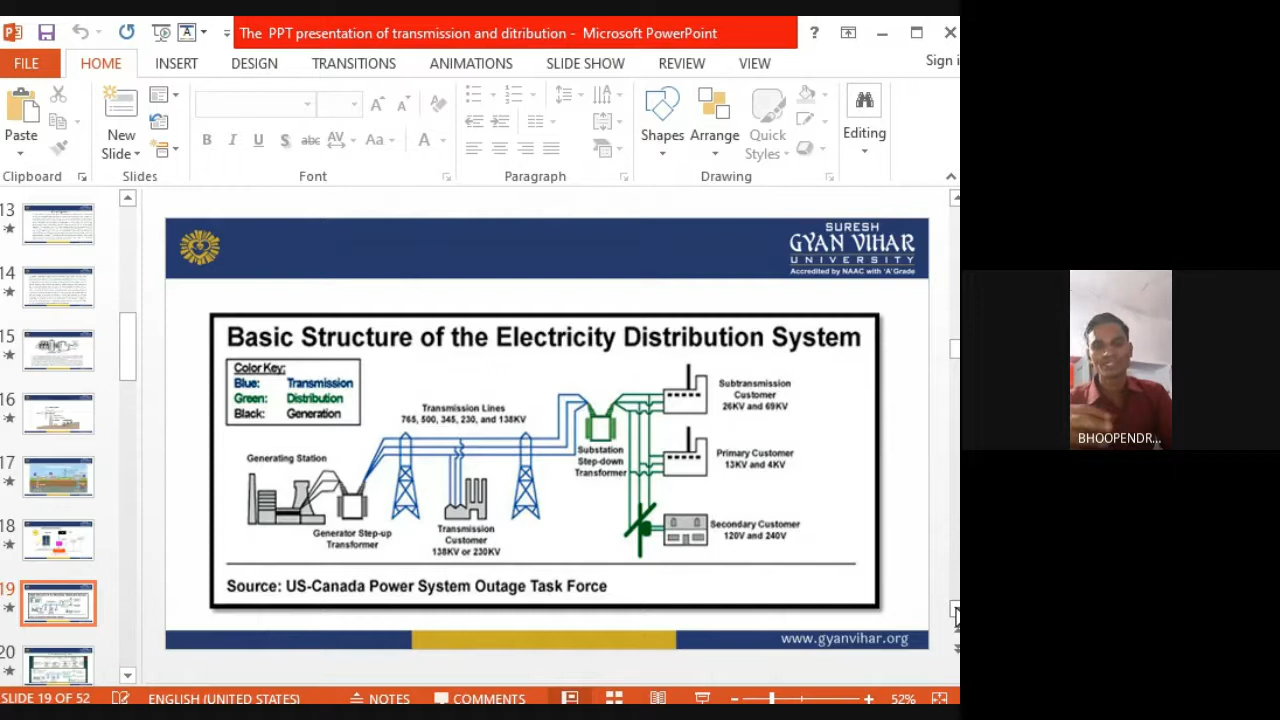 The PPT presentation of transmission and ditribution - Microsoft PowerPoint
?
FILE HOME INSERT DESIGN TRANSITIONS ANIMATIONS SLIDE SHOW REVIEW VIEW Sign i
Paste
New
Slide
B I U S abc AV Aa A
Shapes Arrange Quick
Styles
Editing
Clipboard Slides Font Paragraph Drawing
13
14
15
16
17
18
19
20
SURESH
GYAN VIHAR
UNIVERSITY
Accredited by NAAC with 'A' Grade
Basic Structure of the Electricity Distribution System
Color Key:
Blue: Transmission
Green: Distribution
Black: Generation
Transmission Lines
765, 500, 345, 230, and 138KV
Generating Station
Generator Step-up
Transformer
Transmission
Customer
138KV or 230KV
Substation
Step-down
Transformer
Subtransmission
Customer
26KV and 69KV
Primary Customer
13KV and 4KV
Secondary Customer
120V and 240V
Source: US-Canada Power System Outage Task Force
www.gyanvihar.org
SLIDE 19 OF 52 ENGLISH (UNITED STATES) NOTES COMMENTS 52%
BHOOPENDR...